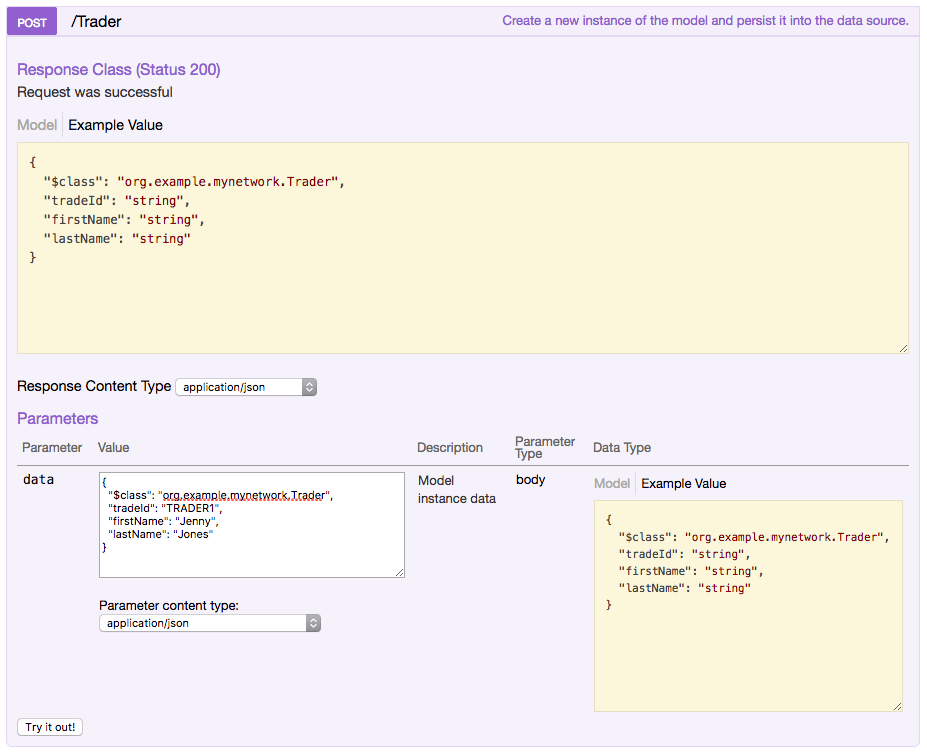 POST /Trader Create a new instance of the model and persist it into the data source.
Response Class (Status 200)
Request was successful
Model Example Value
{
"$class": "org.example.mynetwork.Trader",
"tradeId": "string",
"firstName": "string",
"lastName": "string"
}
Response Content Type application/json
Parameters
Parameter Value Description Parameter Type Data Type
data
{
"$class": "org.example.mynetwork.Trader",
"tradeId": "TRADER1",
"firstName": "Jenny",
"lastName": "Jones"
}
Parameter content type:
application/json
Model
instance data
body
Model Example Value
{
"$class": "org.example.mynetwork.Trader",
"tradeId": "string",
"firstName": "string",
"lastName": "string"
}
Try it out!